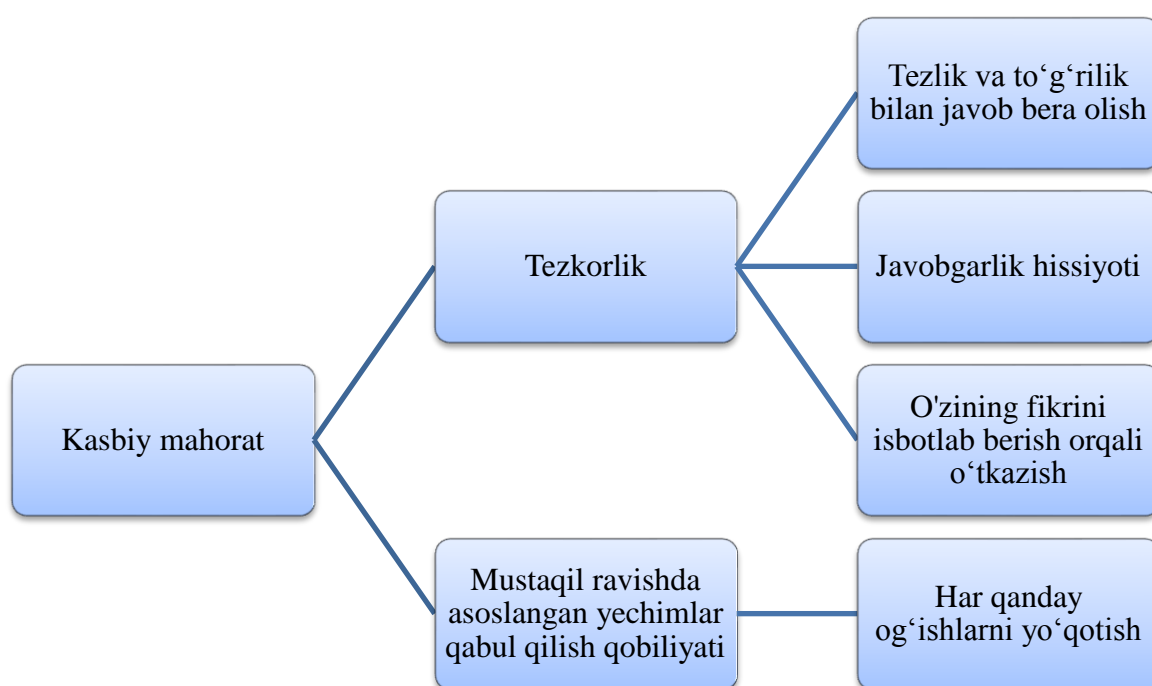 Tezlik va to‘g‘rilik
bilan javob bera olish
Tezkorlik
Javobgarlik hissiyoti
Kasbiy mahorat
O'zining fikrini
isbotlab berish orqali
o‘tkazish
Mustaqil ravishda
asoslangan yechimlar
qabul qilish qobiliyati
Har qanday
og‘ishlarni yo‘qotish